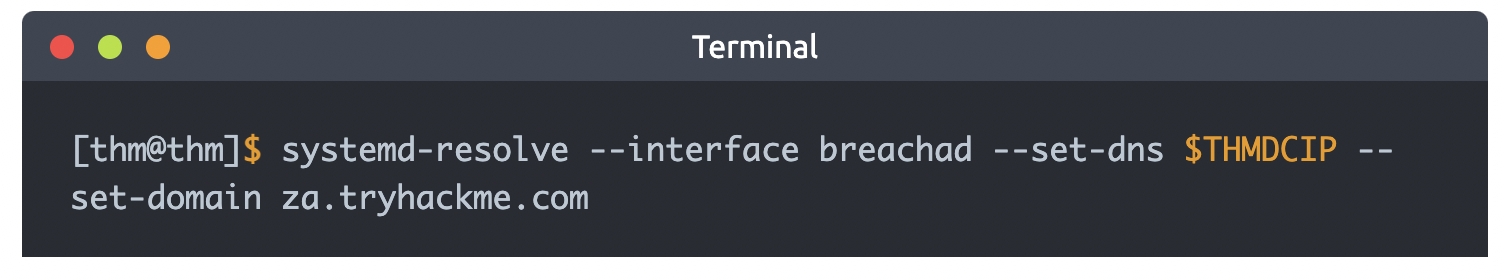 Terminal
[thm@thm]$ systemd-resolve --interface breachad --set-dns $THMDCIP --
set-domain za.tryhackme.com